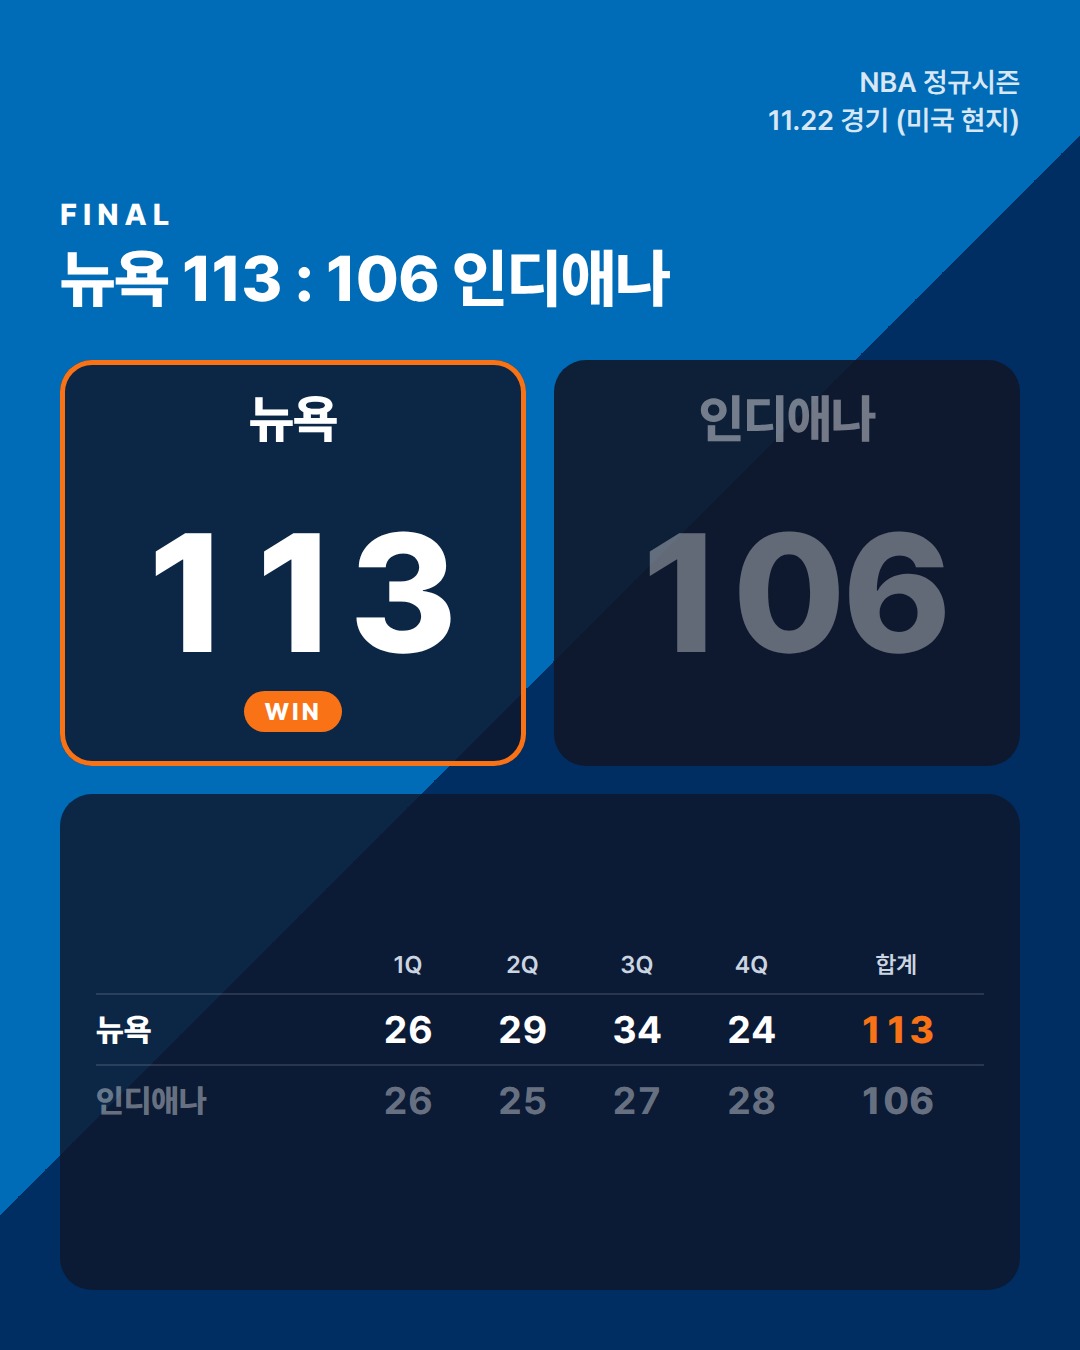 NBA 정규시즌
11.22 경기 (미국 현지)
FINAL
뉴욕 113 : 106 인디애나
뉴욕
113
WIN
인디애나
106
1Q 2Q 3Q 4Q 합계
뉴욕 26 29 34 24 113
인디애나 26 25 27 28 106